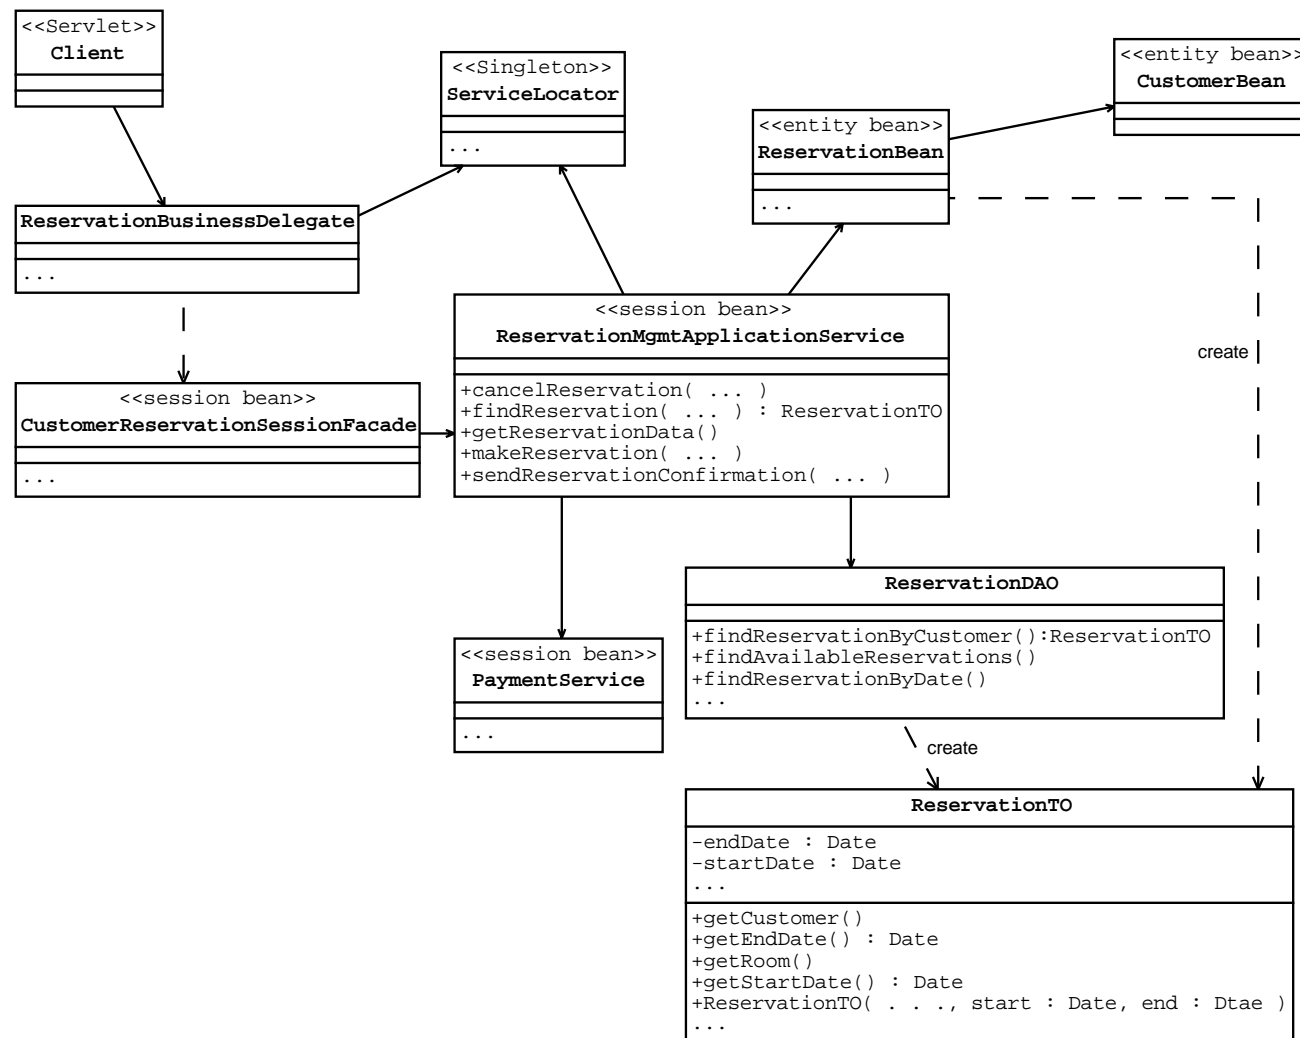 <<Servlet>>
Client
<<Singleton>>
ServiceLocator
...
<<entity bean>>
CustomerBean
<<entity bean>>
ReservationBean
...
ReservationBusinessDelegate
...
<<session bean>>
ReservationMgmtApplicationService
+cancelReservation( ... )
+findReservation( ... ) : ReservationTO
+getReservationData()
+makeReservation( ... )
+sendReservationConfirmation( ... )
create
<<session bean>>
CustomerReservationSessionFacade
...
ReservationDAO
+findReservationByCustomer():ReservationTO
+findAvailableReservations()
+findReservationByDate()
...
<<session bean>>
PaymentService
...
create
ReservationTO
-endDate : Date
-startDate : Date
...
+getCustomer()
+getEndDate() : Date
+getRoom()
+getStartDate() : Date
+ReservationTO( . . ., start : Date, end : Dtae )
...